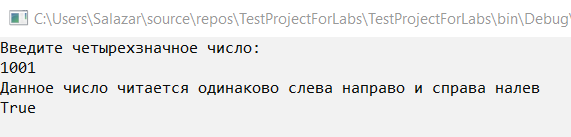 C:\Users\Salazar\source\repos\TestProjectForLabs\TestProjectForLabs\bin\Debug\
Введите четырехзначное число:
1001
Данное число читается одинаково слева направо и справа налев
True